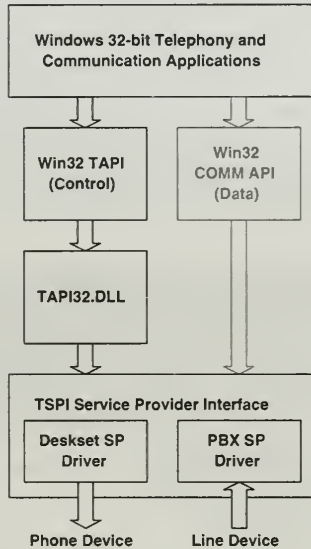 Windows 32-bit Telephony and
Communication Applications
Win32 TAPI
(Control)
Win32
COMM API
(Data)
TAPI32.DLL
TSPI Service Provider Interface
Deskset SP
Driver
PBX SP
Driver
Phone Device
Line Device